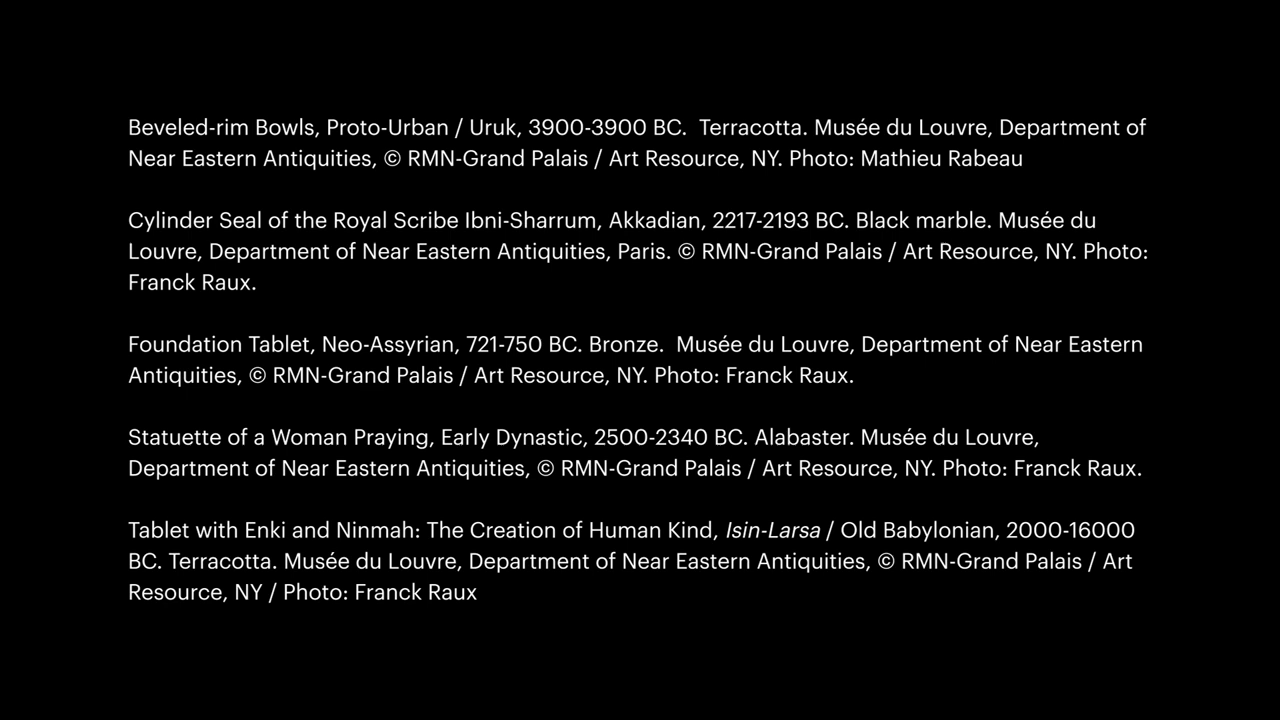 Beveled-rim Bowls, Proto-Urban / Uruk, 3900-3900 BC.  Terracotta. Musée du Louvre, Department of
Near Eastern Antiquities, © RMN-Grand Palais / Art Resource, NY. Photo: Mathieu Rabeau
Cylinder Seal of the Royal Scribe Ibni-Sharrum, Akkadian, 2217-2193 BC. Black marble. Musée du
Louvre, Department of Near Eastern Antiquities, Paris. © RMN-Grand Palais / Art Resource, NY. Photo:
Franck Raux.
Foundation Tablet, Neo-Assyrian, 721-750 BC. Bronze.  Musée du Louvre, Department of Near Eastern
Antiquities, © RMN-Grand Palais / Art Resource, NY. Photo: Franck Raux.
Statuette of a Woman Praying, Early Dynastic, 2500-2340 BC. Alabaster. Musée du Louvre,
Department of Near Eastern Antiquities, © RMN-Grand Palais / Art Resource, NY. Photo: Franck Raux.
Tablet with Enki and Ninmah: The Creation of Human Kind, Isin-Larsa / Old Babylonian, 2000-16000
BC. Terracotta. Musée du Louvre, Department of Near Eastern Antiquities, © RMN-Grand Palais / Art
Resource, NY / Photo: Franck Raux